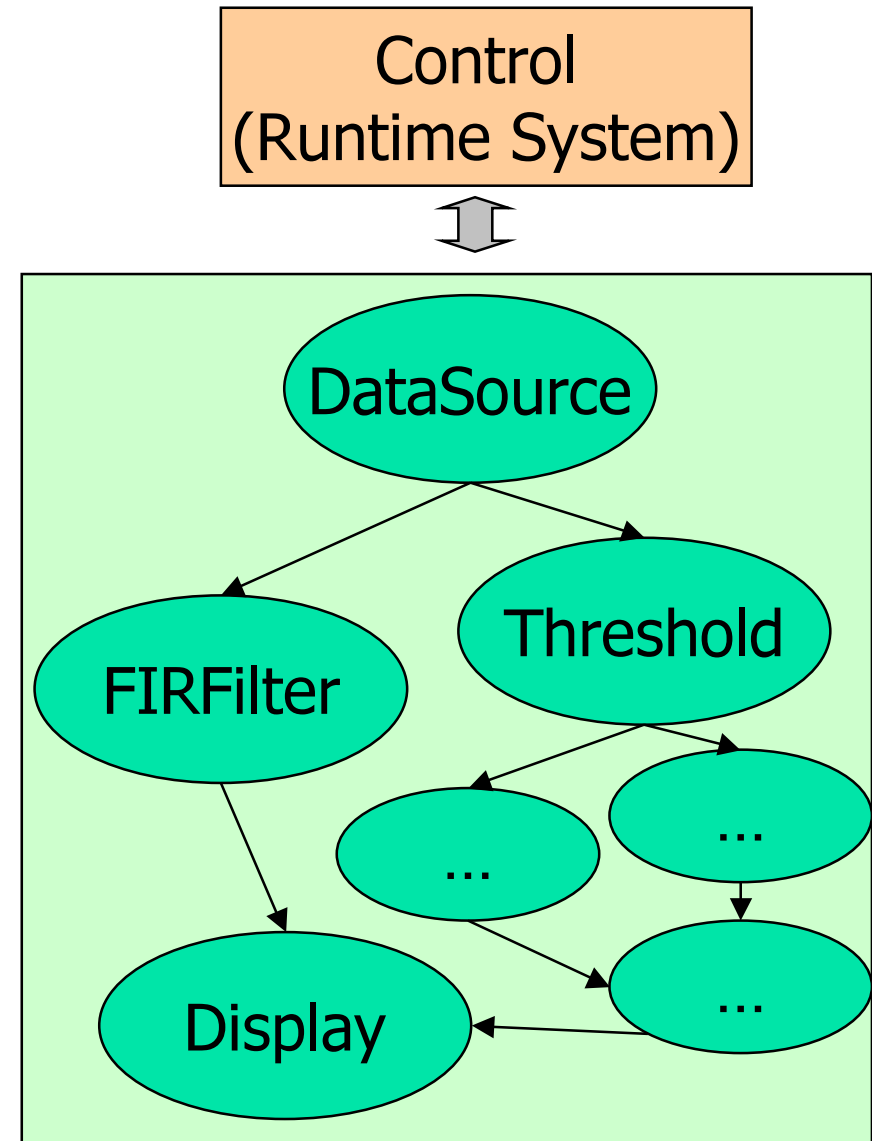 Control
(Runtime System)
DataSource
Threshold
FIRFilter
...
...
...
Display